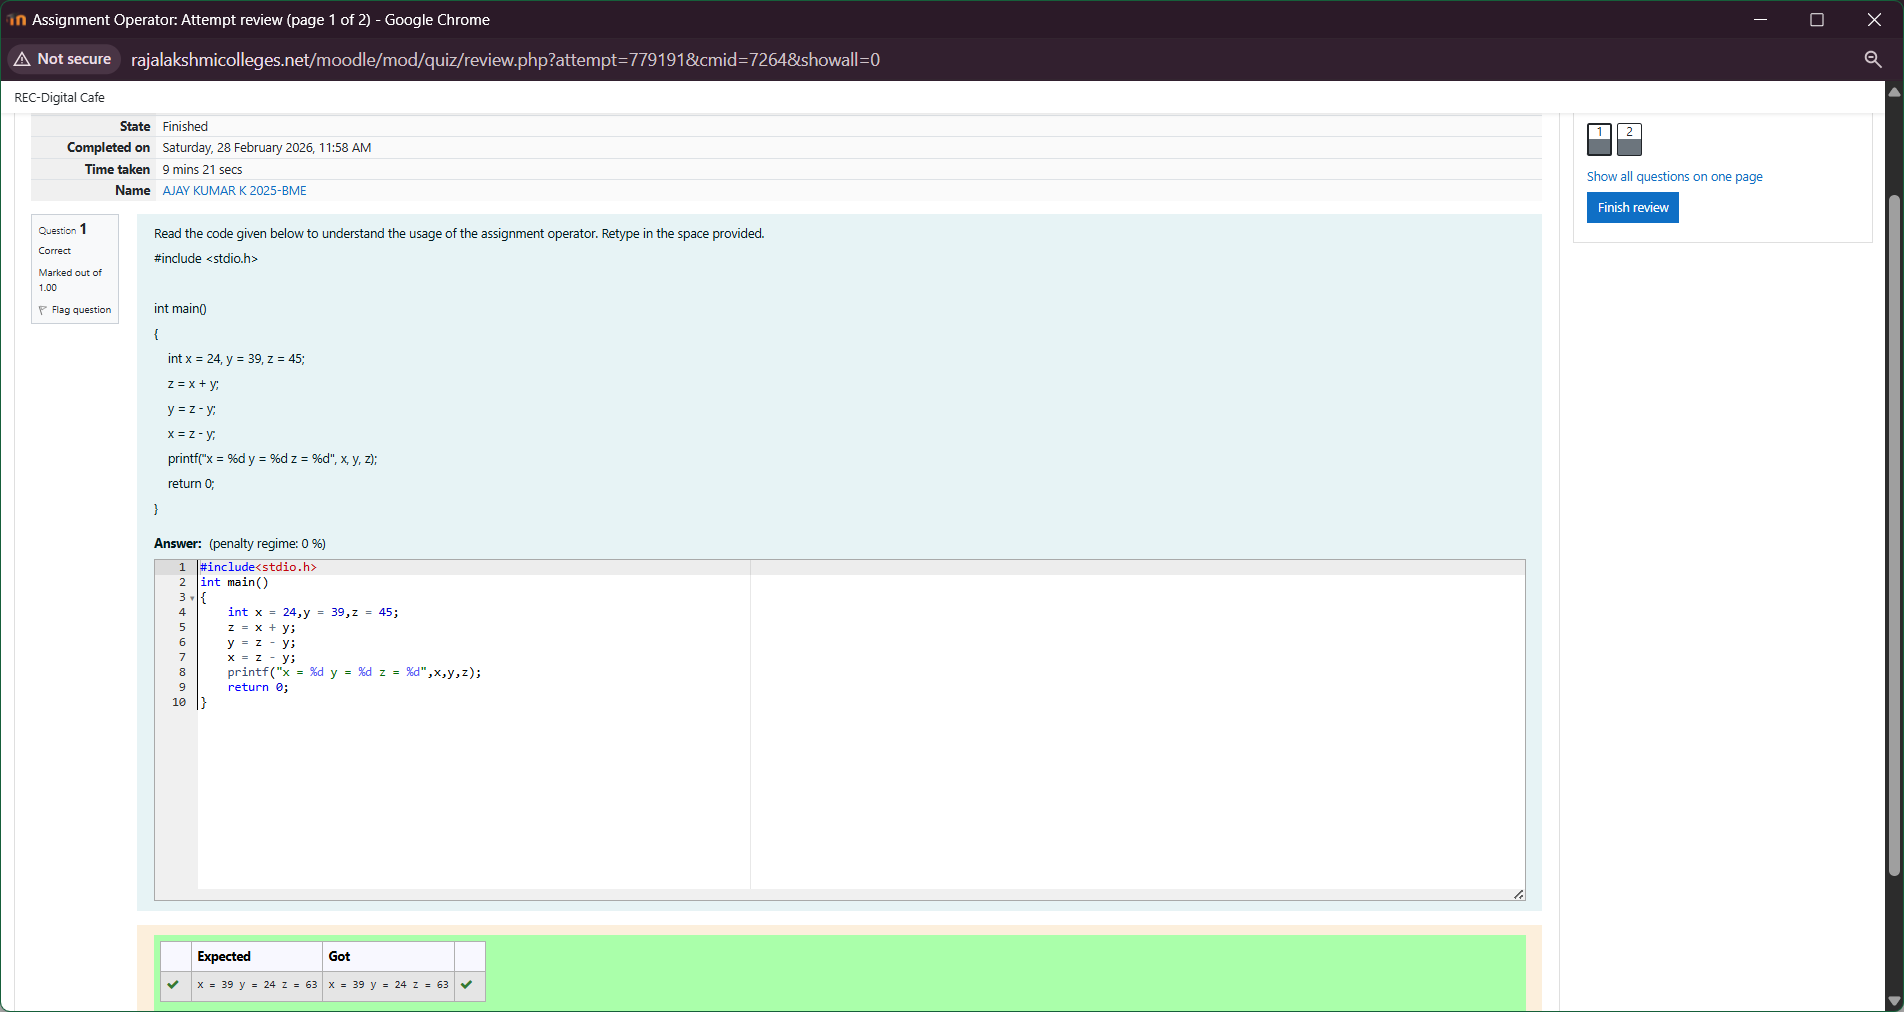 Assignment Operator: Attempt review (page 1 of 2) - Google Chrome
Not secure
rajalakshmicolleges.net/moodle/mod/quiz/review.php?attempt=779191&cmid=7264&showall=0
REC-Digital Cafe
State Finished
Completed on Saturday, 28 February 2026, 11:58 AM
Time taken 9 mins 21 secs
Name AJAY KUMAR K 2025-BME
1 2
Show all questions on one page
Finish review
Question 1
Correct
Marked out of
1.00
Flag question
Read the code given below to understand the usage of the assignment operator. Retype in the space provided.
#include <stdio.h>
int main()
{
int x = 24, y = 39, z = 45;
z = x + y;
y = z - y;
x = z - y;
printf("x = %d y = %d z = %d", x, y, z);
return 0;
}
Answer: (penalty regime: 0 %)
1 #include<stdio.h>
2 int main()
3 {
4 int x = 24,y = 39,z = 45;
5 z = x + y;
6 y = z - y;
7 x = z - y;
8 printf("x = %d y = %d z = %d",x,y,z);
9 return 0;
10 }
Expected Got
x = 39 y = 24 z = 63 x = 39 y = 24 z = 63